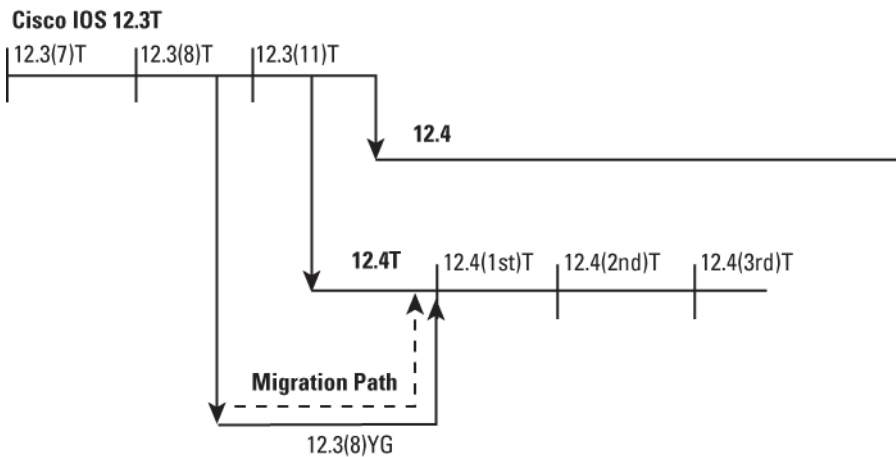 Cisco IOS 12.3T
12.3(7)T
12.3(8)T
12.3(11)T
12.4
12.4T
12.4(1st)T
12.4(2nd)T
12.4(3rd)T
Migration Path
12.3(8)YG